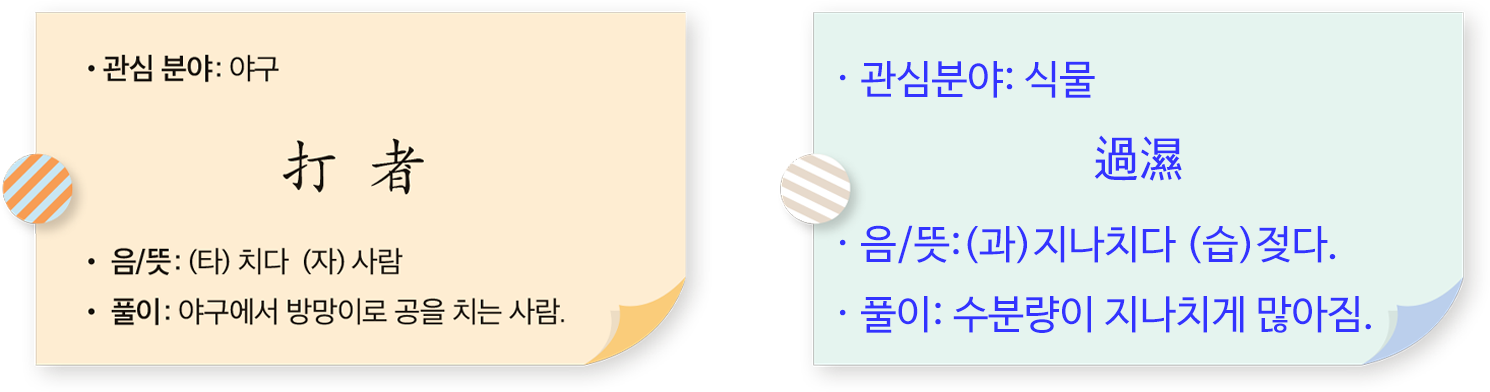 • 관심 분야: 야구
打 者
• 음/뜻: (타) 치다 (자) 사람
• 풀이: 야구에서 방망이로 공을 치는 사람.
· 관심분야: 식물
過濕
· 음/뜻:(과)지나치다 (습)젖다.
· 풀이: 수분량이 지나치게 많아짐.